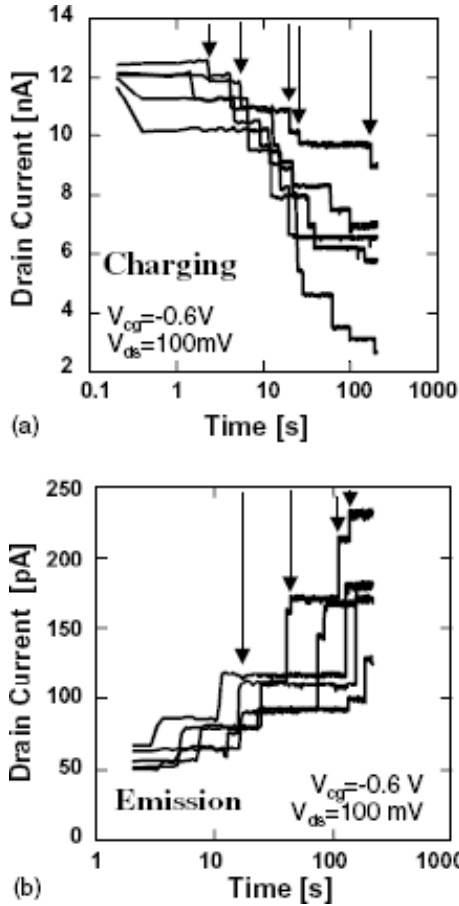 14
12
10
8
6
4
2
Drain Current [nA]
Charging
V_cg=-0.6V
V_ds=100mV
0.1 1 10 100 1000
(a) Time [s]
250
200
150
100
50
0
Drain Current [pA]
Emission
V_cg=-0.6 V
V_ds=100 mV
1 10 100 1000
(b) Time [s]